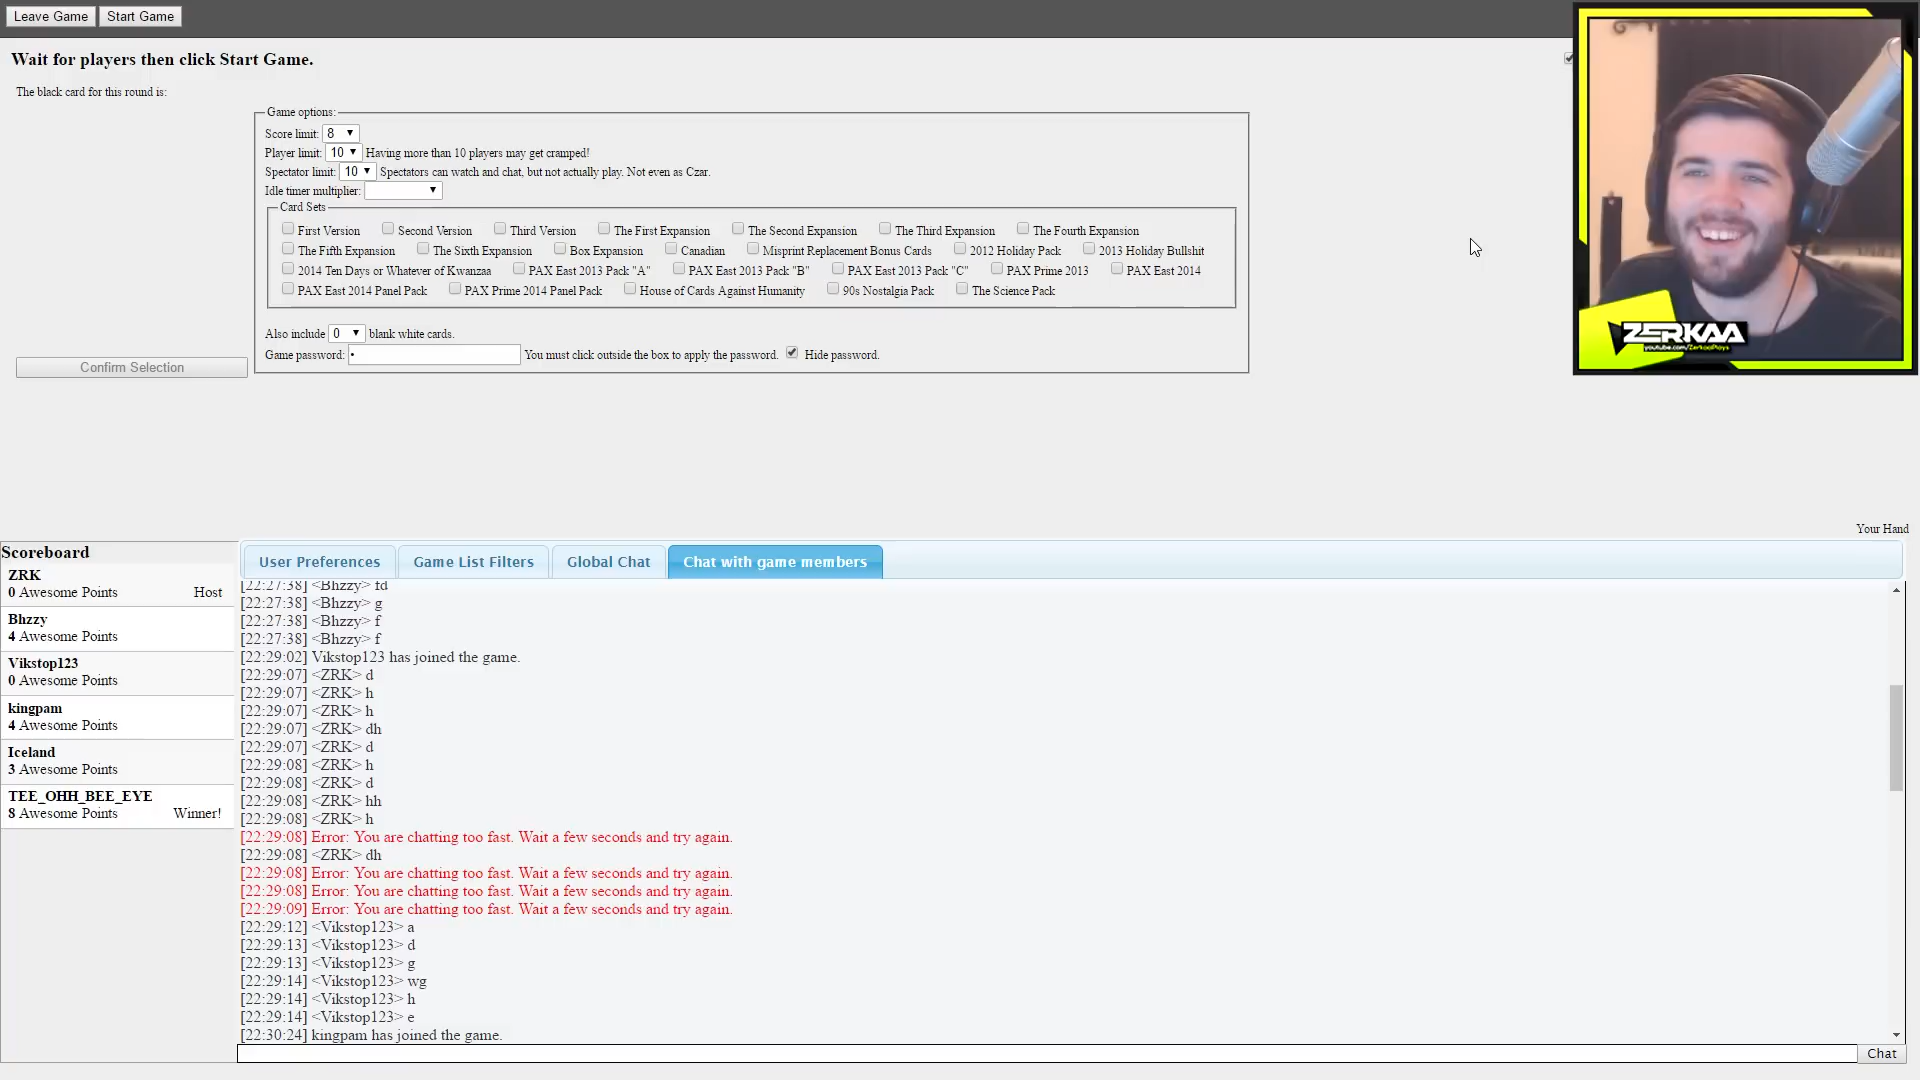 Leave Game Start Game
Wait for players then click Start Game.
The black card for this round is:
Game options:
Score limit: 8
Player limit: 10 Having more than 10 players may get cramped!
Spectator limit: 10 Spectators can watch and chat, but not actually play. Not even as Czar.
Idle timer multiplier:
Card Sets
First Version Second Version Third Version The First Expansion The Second Expansion The Third Expansion The Fourth Expansion
The Fifth Expansion The Sixth Expansion Box Expansion Canadian Misprint Replacement Bonus Cards 2012 Holiday Pack 2013 Holiday Bullshit
2014 Ten Days or Whatever of Kwanzaa PAX East 2013 Pack "A" PAX East 2013 Pack "B" PAX East 2013 Pack "C" PAX Prime 2013 PAX East 2014
PAX East 2014 Panel Pack PAX Prime 2014 Panel Pack House of Cards Against Humanity 90s Nostalgia Pack The Science Pack
Also include 0 blank white cards.
Game password: • You must click outside the box to apply the password. Hide password.
Confirm Selection
ZERKAA
youtube.com/ZerkaaPlays
Your Hand
Scoreboard
ZRK
0 Awesome Points Host
Bhzzy
4 Awesome Points
Vikstop123
0 Awesome Points
kingpam
4 Awesome Points
Iceland
3 Awesome Points
TEE_OHH_BEE_EYE
8 Awesome Points Winner!
User Preferences Game List Filters Global Chat Chat with game members
[22:27:38] <Bhzzy> fd
[22:27:38] <Bhzzy> g
[22:27:38] <Bhzzy> f
[22:27:38] <Bhzzy> f
[22:29:02] Vikstop123 has joined the game.
[22:29:07] <ZRK> d
[22:29:07] <ZRK> h
[22:29:07] <ZRK> h
[22:29:07] <ZRK> dh
[22:29:07] <ZRK> d
[22:29:08] <ZRK> h
[22:29:08] <ZRK> d
[22:29:08] <ZRK> hh
[22:29:08] <ZRK> h
[22:29:08] Error: You are chatting too fast. Wait a few seconds and try again.
[22:29:08] <ZRK> dh
[22:29:08] Error: You are chatting too fast. Wait a few seconds and try again.
[22:29:08] Error: You are chatting too fast. Wait a few seconds and try again.
[22:29:09] Error: You are chatting too fast. Wait a few seconds and try again.
[22:29:12] <Vikstop123> a
[22:29:13] <Vikstop123> d
[22:29:13] <Vikstop123> g
[22:29:14] <Vikstop123> wg
[22:29:14] <Vikstop123> h
[22:29:14] <Vikstop123> e
[22:30:24] kingpam has joined the game.
Chat